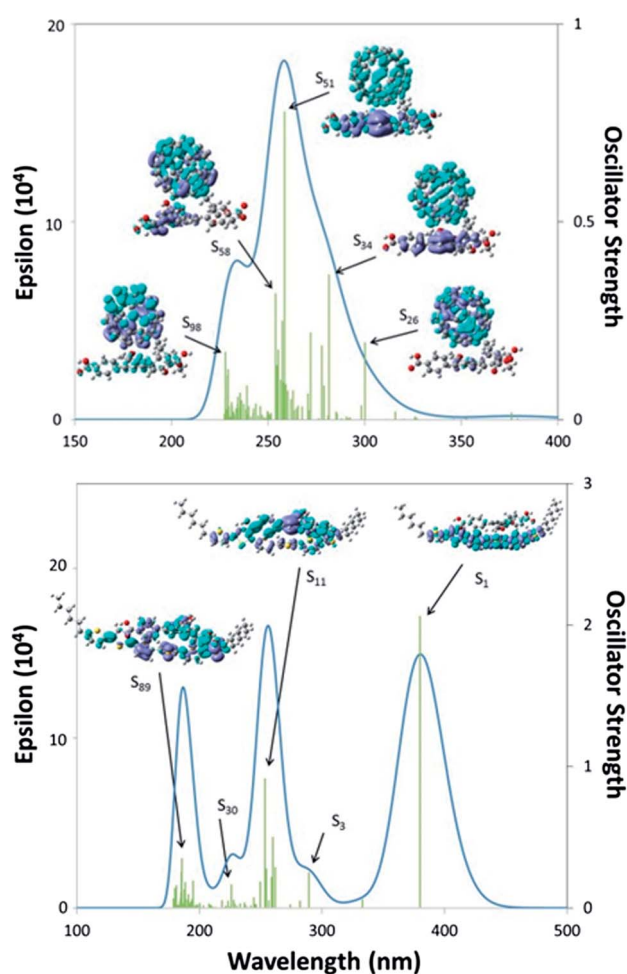 20
1
Epsilon (10⁴)
Oscillator Strength
S₅₁
S₅₈
S₃₄
S₉₈
S₂₆
10
0.5
0
0
150
200
250
300
350
400
3
20
2
Epsilon (10⁴)
Oscillator Strength
S₁₁
S₁
S₈₉
S₃₀
S₃
10
1
0
0
100
200
300
400
500
Wavelength (nm)